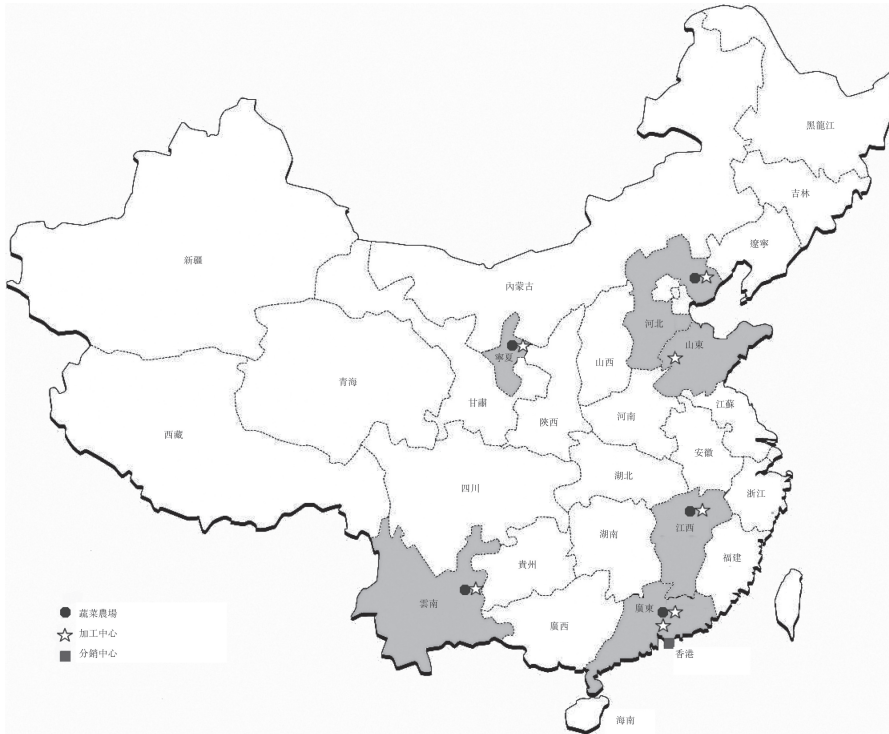 黑龍江
吉林
遼寧
新疆
內蒙古
河北
寧夏
山西
山東
青海
甘肅
陝西
河南
江蘇
西藏
安徽
四川
湖北
浙江
湖南
江西
貴州
福建
雲南
廣西
廣東
香港
海南
蔬菜農場
加工中心
分銷中心